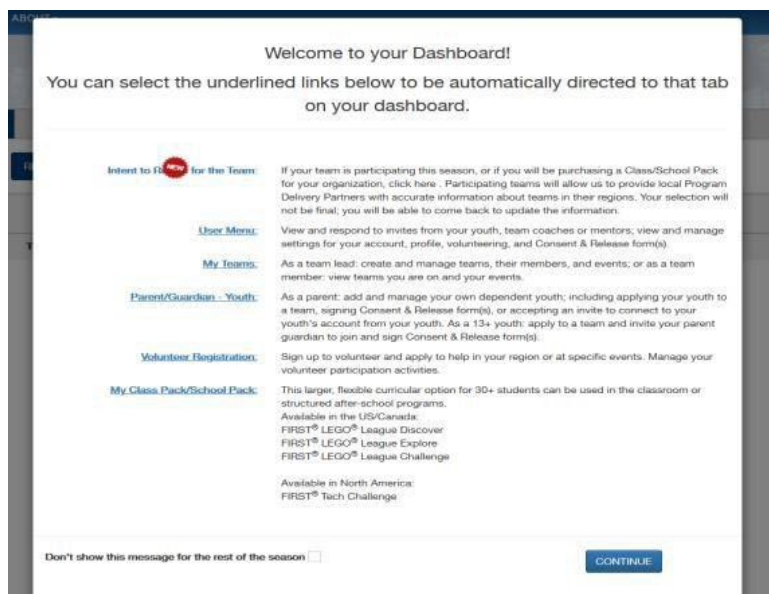 Welcome to your Dashboard!
You can select the underlined links below to be automatically directed to that tab
on your dashboard.
Intent to R NEW for the Team:
If your team is participating this season, or if you will be purchasing a Class/School Pack
for your organization, click here . Participating teams will allow us to provide local Program
Delivery Partners with accurate information about teams in their regions. Your selection will
not be final; you will be able to come back to update the information.
User Menu:
View and respond to invites from your youth, team coaches or mentors; view and manage
settings for your account, profile, volunteering, and Consent & Release form(s).
My Teams:
As a team lead: create and manage teams, their members, and events; or as a team
member: view teams you are on and your events.
Parent/Guardian - Youth:
As a parent: add and manage your own dependent youth; including applying your youth to
a team, signing Consent & Release form(s), or accepting an invite to connect to your
youth's account from your youth. As a 13+ youth: apply to a team and invite your parent
guardian to join and sign Consent & Release form(s).
Volunteer Registration:
Sign up to volunteer and apply to help in your region or at specific events. Manage your
volunteer participation activities.
My Class Pack/School Pack:
This larger, flexible curricular option for 30+ students can be used in the classroom or
structured after-school programs.
Available in the US/Canada:
FIRST® LEGO® League Discover
FIRST® LEGO® League Explore
FIRST® LEGO® League Challenge
Available in North America:
FIRST® Tech Challenge
Don't show this message for the rest of the season
CONTINUE